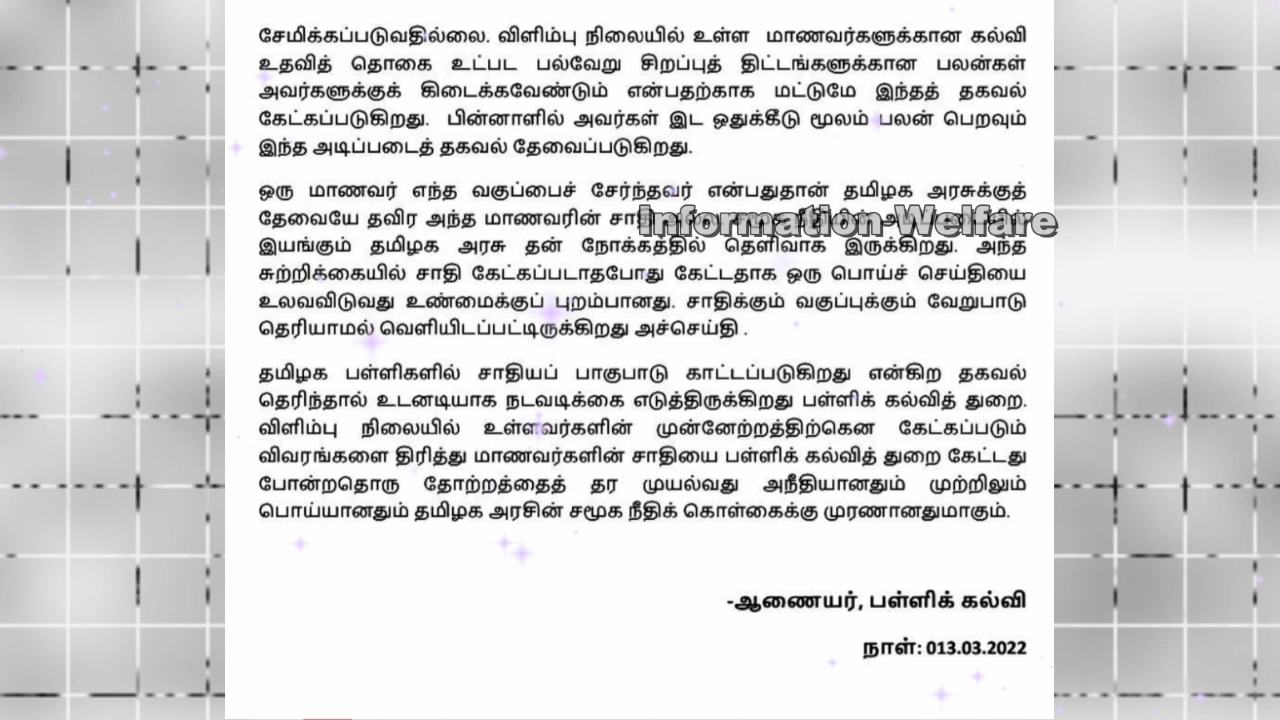 சேமிக்கப்படுவதில்லை. விளிம்பு நிலையில் உள்ள மாணவர்களுக்கான கல்வி
உதவித் தொகை உட்பட பல்வேறு சிறப்புத் திட்டங்களுக்கான பலன்கள்
அவர்களுக்குக் கிடைக்கவேண்டும் என்பதற்காக மட்டுமே இந்தத் தகவல்
கேட்கப்படுகிறது. பின்னாளில் அவர்கள் இட ஒதுக்கீடு மூலம் பலன் பெறவும்
இந்த அடிப்படைத் தகவல் தேவைப்படுகிறது.
ஒரு மாணவர் எந்த வகுப்பைச் சேர்ந்தவர் என்பதுதான் தமிழக அரசுக்குத்
தேவையே தவிர அந்த மாணவரின்
Information Welfare
இயங்கும் தமிழக அரசு தன் நோக்கத்தில் தெளிவாக இருக்கிறது. அந்த
சுற்றிக்கையில் சாதி கேட்கப்படாதபோது கேட்டதாக ஒரு பொய்ச் செய்தியை
உலவவிடுவது உண்மைக்குப் புறம்பானது. சாதிக்கும் வகுப்புக்கும் வேறுபாடு
தெரியாமல் வெளியிடப்பட்டிருக்கிறது அச்செய்தி .
தமிழக பள்ளிகளில் சாதியப் பாகுபாடு காட்டப்படுகிறது என்கிற தகவல்
தெரிந்தால் உடனடியாக நடவடிக்கை எடுத்திருக்கிறது பள்ளிக் கல்வித் துறை.
விளிம்பு நிலையில் உள்ளவர்களின் முன்னேற்றத்திற்கென கேட்கப்படும்
விவரங்களை திரித்து மாணவர்களின் சாதியை பள்ளிக் கல்வித் துறை கேட்டது
போன்றதொரு தோற்றத்தைத் தர முயல்வது அநீதியானதும் முற்றிலும்
பொய்யானதும் தமிழக அரசின் சமூக நீதிக் கொள்கைக்கு முரணானதுமாகும்.
-ஆணையர், பள்ளிக் கல்வி
நாள்: 013.03.2022